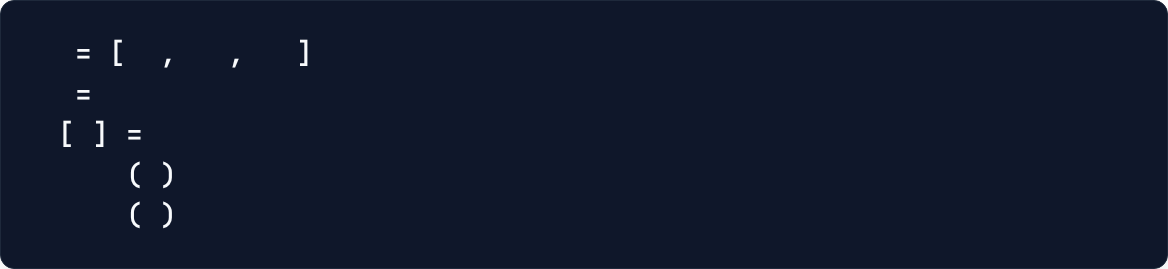 = [ , , ]
=
[ ] =
( )
( )